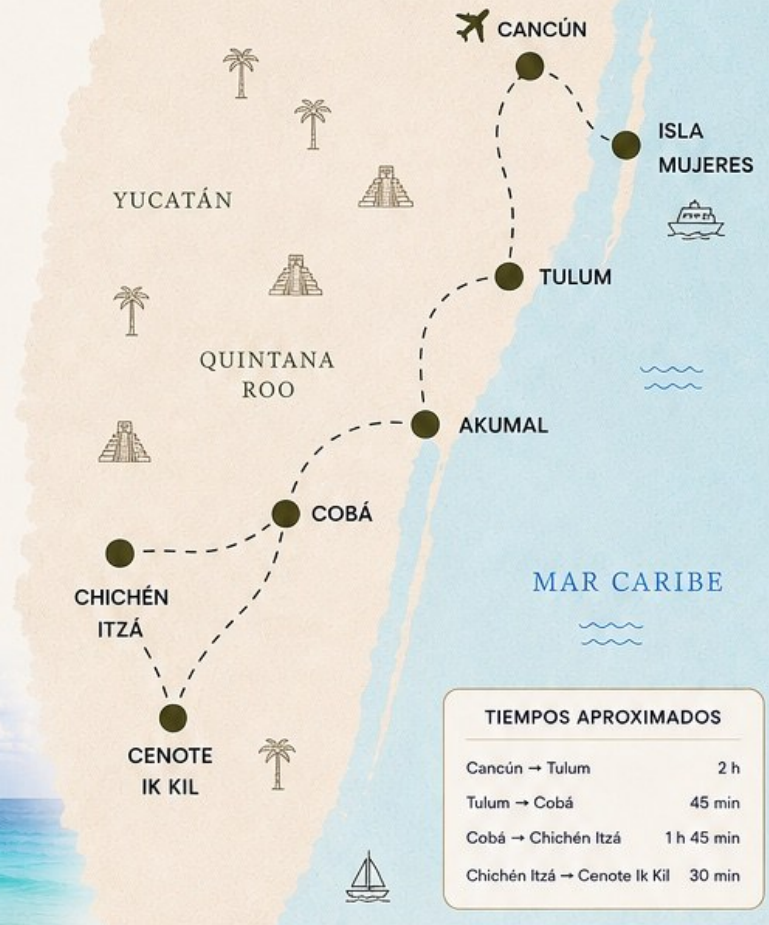 CANCÚN
ISLA
MUJERES
YUCATÁN
TULUM
QUINTANA
ROO
AKUMAL
COBÁ
CHICHÉN
ITZÁ
MAR CARIBE
CENOTE
IK KIL
TIEMPOS APROXIMADOS
Cancún → Tulum 2 h
Tulum → Cobá 45 min
Cobá → Chichén Itzá 1 h 45 min
Chichén Itzá → Cenote Ik Kil 30 min